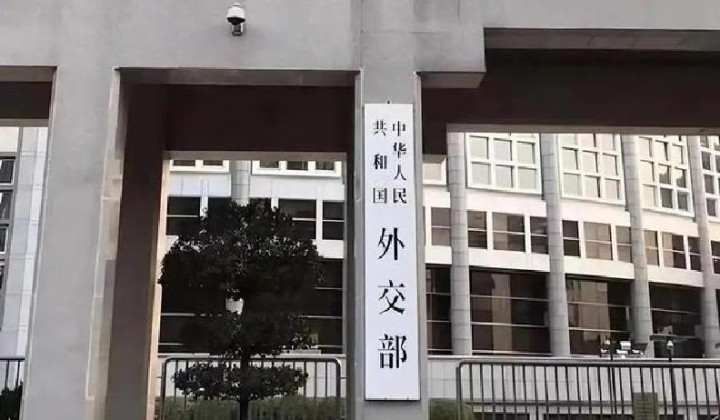 中华人民
共和国
外交部